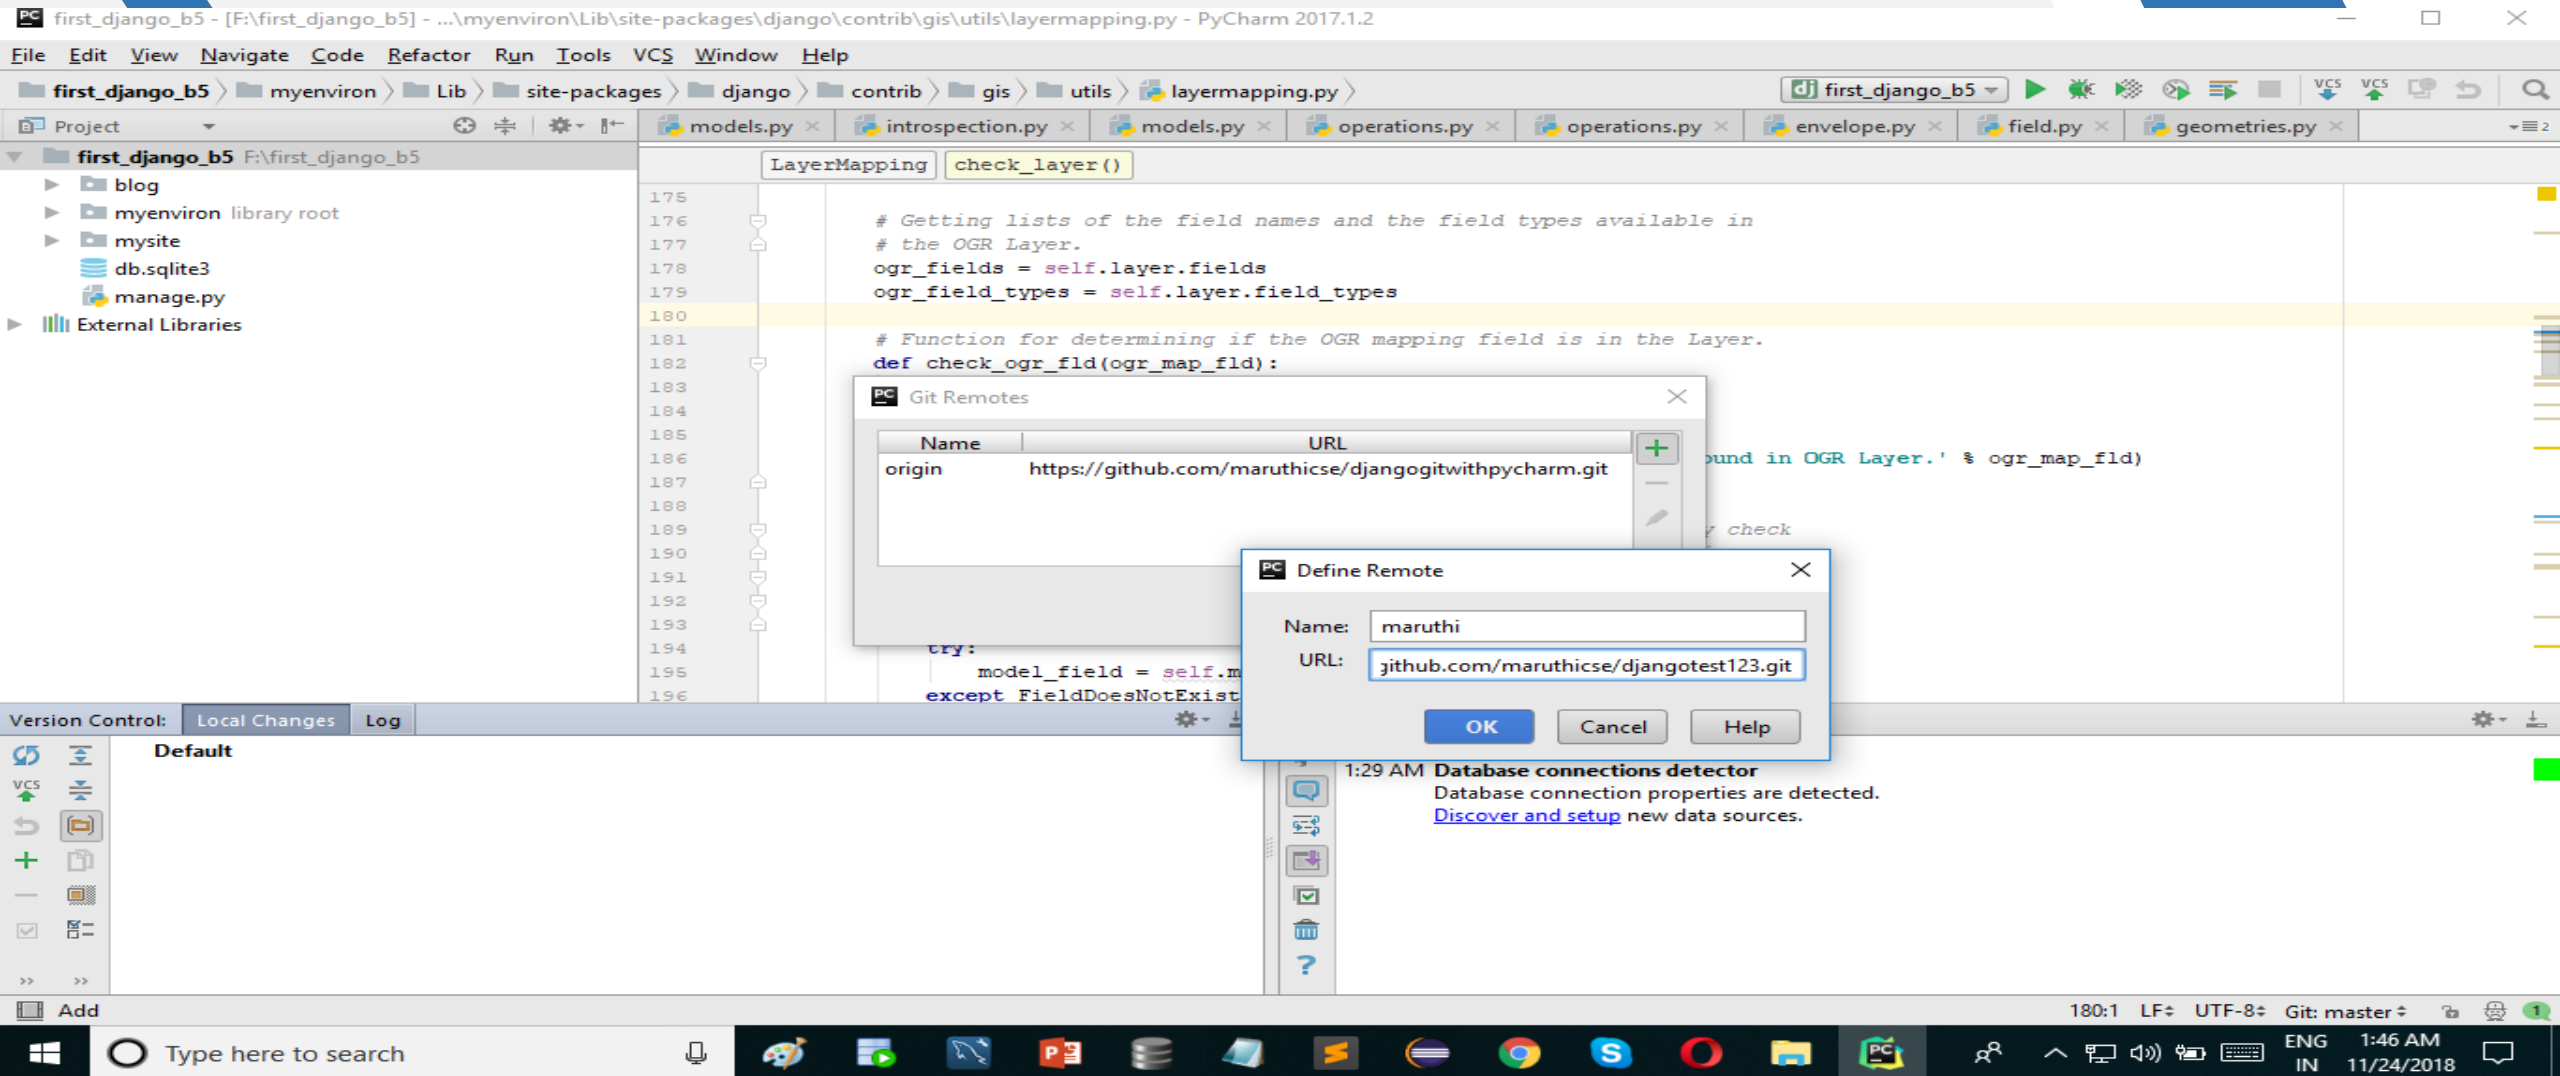 first_django_b5 - [F:\first_django_b5] - ...\myenviron\Lib\site-packages\django\contrib\gis\utils\layermapping.py - PyCharm 2017.1.2
File Edit View Navigate Code Refactor Run Tools VCS Window Help
first_django_b5 myenviron Lib site-packages django contrib gis utils layermapping.py
first_django_b5
Project
models.py introspection.py models.py operations.py operations.py envelope.py field.py geometries.py
first_django_b5 F:\first_django_b5
blog
myenviron library root
mysite
db.sqlite3
manage.py
External Libraries
LayerMapping check_layer()
175
176 # Getting lists of the field names and the field types available in
177 # the OGR Layer.
178 ogr_fields = self.layer.fields
179 ogr_field_types = self.layer.field_types
180
181 # Function for determining if the OGR mapping field is in the Layer.
182 def check_ogr_fld(ogr_map_fld):
183
184
185
186 ound in OGR Layer.' % ogr_map_fld)
187
188
189 check
190
191
192
193
194 try:
195 model_field = self.m
196 except FieldDoesNotExist
Git Remotes
Name URL
origin https://github.com/maruthicse/djangogitwithpycharm.git
Define Remote
Name: maruthi
URL: github.com/maruthicse/djangotest123.git
OK Cancel Help
Version Control: Local Changes Log
Default
1:29 AM Database connections detector
Database connection properties are detected.
Discover and setup new data sources.
Add
180:1 LF UTF-8 Git: master 1
Type here to search
ENG
IN
1:46 AM
11/24/2018